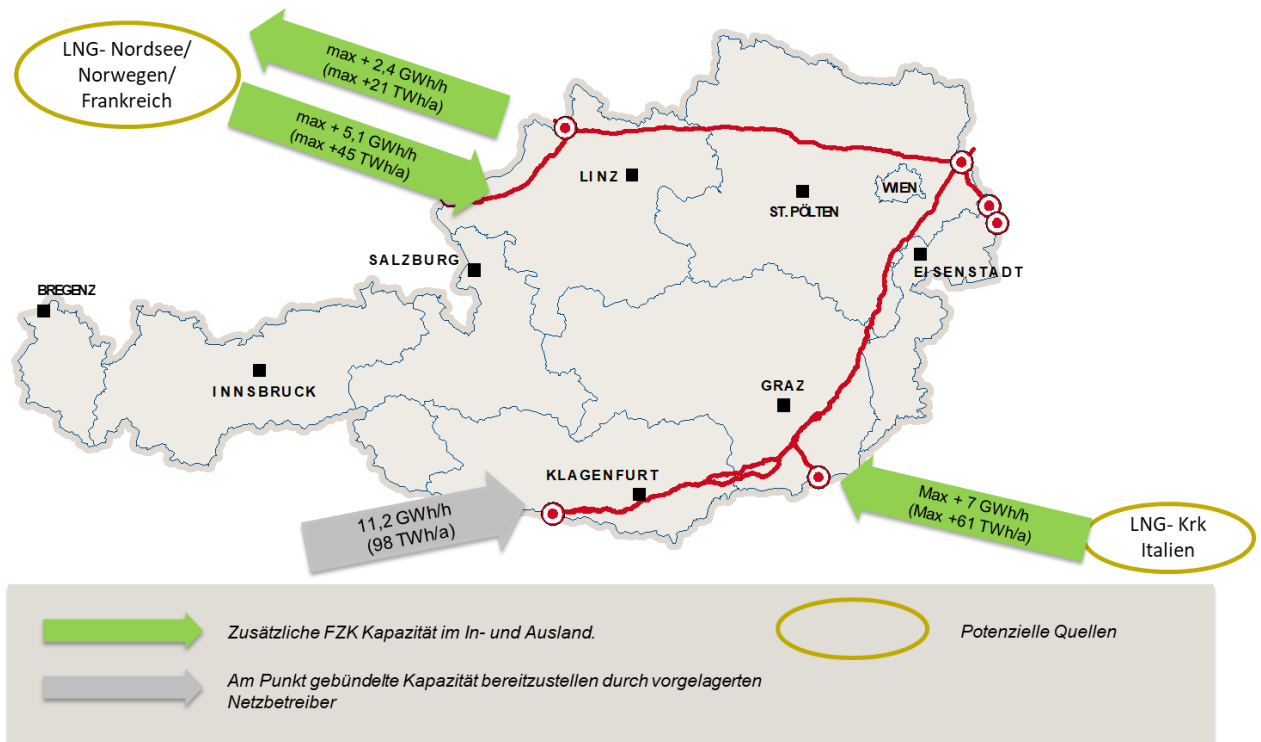 LNG- Nordsee/
Norwegen/
Frankreich
max + 2,4 GWh/h
(max +21 TWh/a)
max + 5,1 GWh/h
(max +45 TWh/a)
LINZ
WIEN
ST. PÖLTEN
SALZBURG
EISENSTADT
BREGENZ
INNSBRUCK
GRAZ
KLAGENFURT
11,2 GWh/h
(98 TWh/a)
Max + 7 GWh/h
(Max +61 TWh/a)
LNG- Krk
Italien
Zusätzliche FZK Kapazität im In- und Ausland.
Potenzielle Quellen
Am Punkt gebündelte Kapazität bereitzustellen durch vorgelagerten
Netzbetreiber